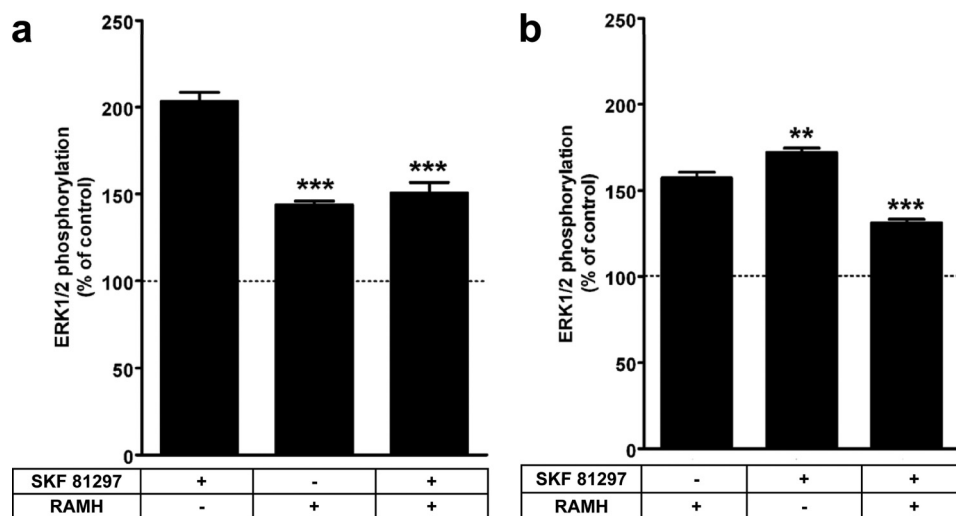 a
250
200
150
100
50
0
ERK1/2 phosphorylation
(% of control)
***
***
SKF 81297 + - +
RAMH - + +
b
250
200
150
100
50
0
ERK1/2 phosphorylation
(% of control)
**
***
SKF 81297 - + +
RAMH + - +